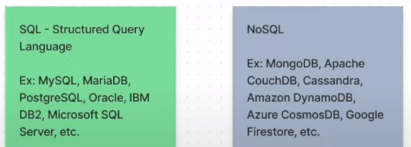 SQL - Structured Query
Language
Ex: MySQL, MariaDB,
PostgreSQL, Oracle, IBM
DB2, Microsoft SQL
Server, etc.
NoSQL
Ex: MongoDB, Apache
CouchDB, Cassandra,
Amazon DynamoDB,
Azure CosmosDB, Google
Firestore, etc.